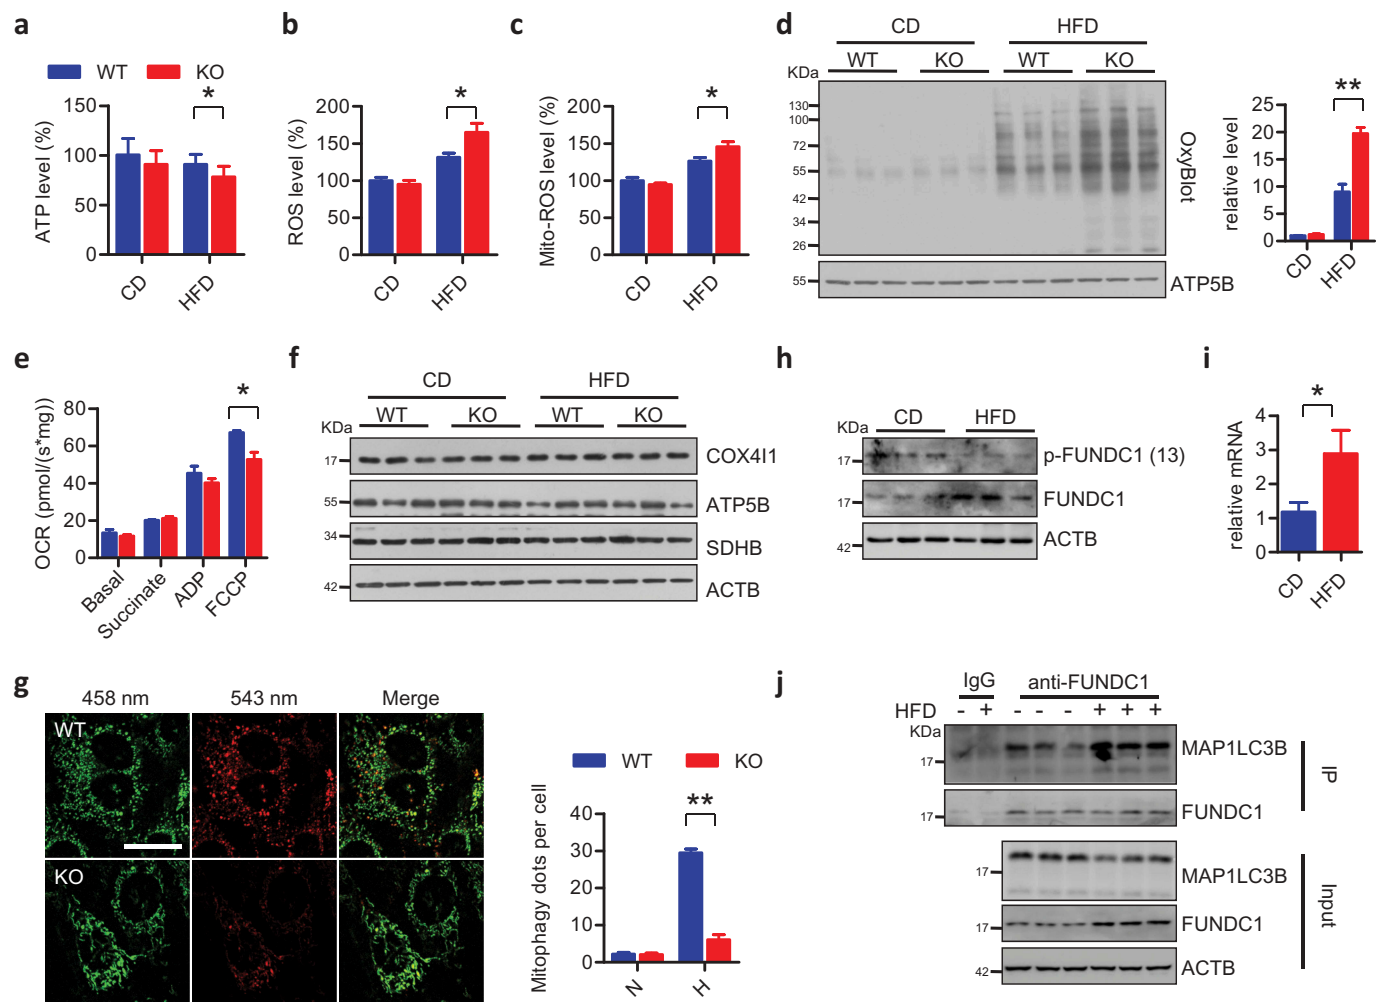 a
WT KO
ATP level (%)
150
100
50
0
*
CD HFD
b
ROS level (%)
200
150
100
50
0
*
CD HFD
c
Mito-ROS level (%)
200
150
100
50
0
*
CD HFD
d
CD HFD
WT KO WT KO
KDa
130
100
72
55
42
34
26
OxyBlot
55
ATP5B
relative level
25
20
15
10
5
0
**
CD HFD
e
OCR (pmol/(s*mg))
80
60
40
20
0
*
Basal Succinate ADP FCCP
f
CD HFD
WT KO WT KO
KDa
17 COX4I1
55 ATP5B
34 SDHB
42 ACTB
h
CD HFD
KDa
17 p-FUNDC1 (13)
17 FUNDC1
42 ACTB
i
relative mRNA
4
3
2
1
0
*
CD HFD
g
458 nm 543 nm Merge
WT
KO
WT KO
Mitophagy dots per cell
40
30
20
10
0
**
N H
j
IgG anti-FUNDC1
HFD - + - - - + + +
KDa
17 MAP1LC3B
17 FUNDC1
IP
17 MAP1LC3B
17 FUNDC1
42 ACTB
Input